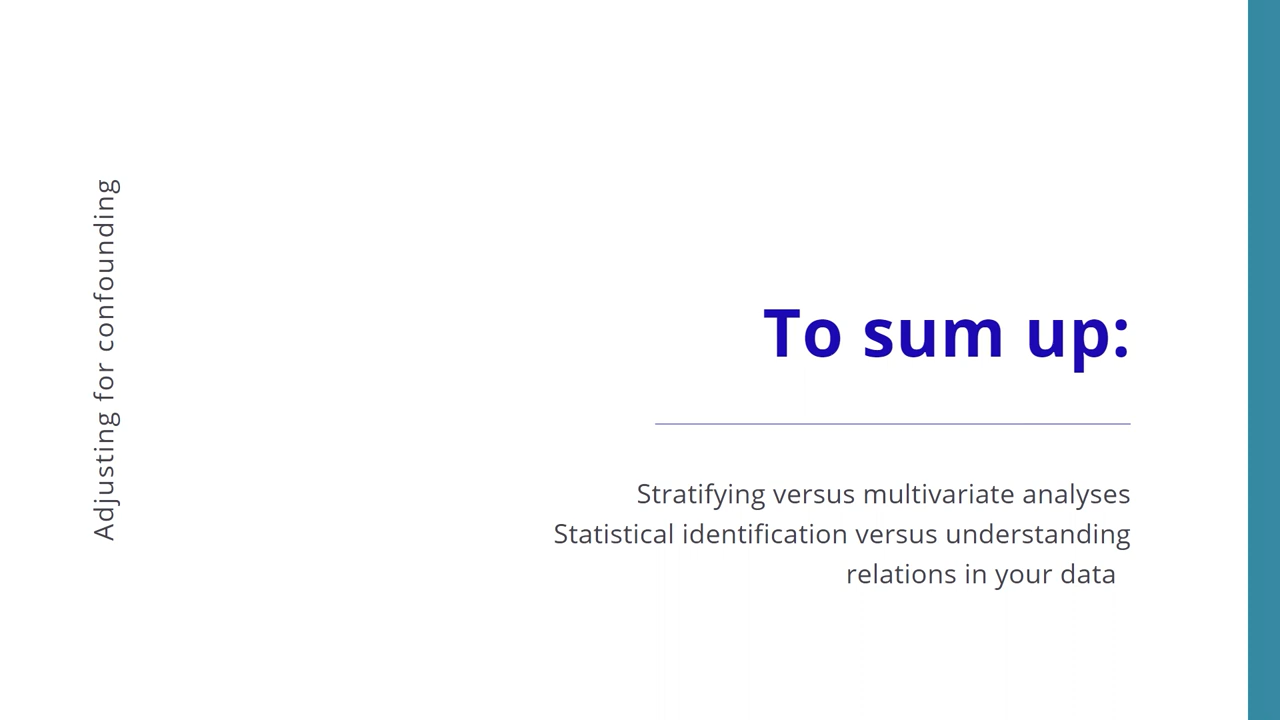 Adjusting for confounding
To sum up:
Stratifying versus multivariate analyses
Statistical identification versus understanding
relations in your data